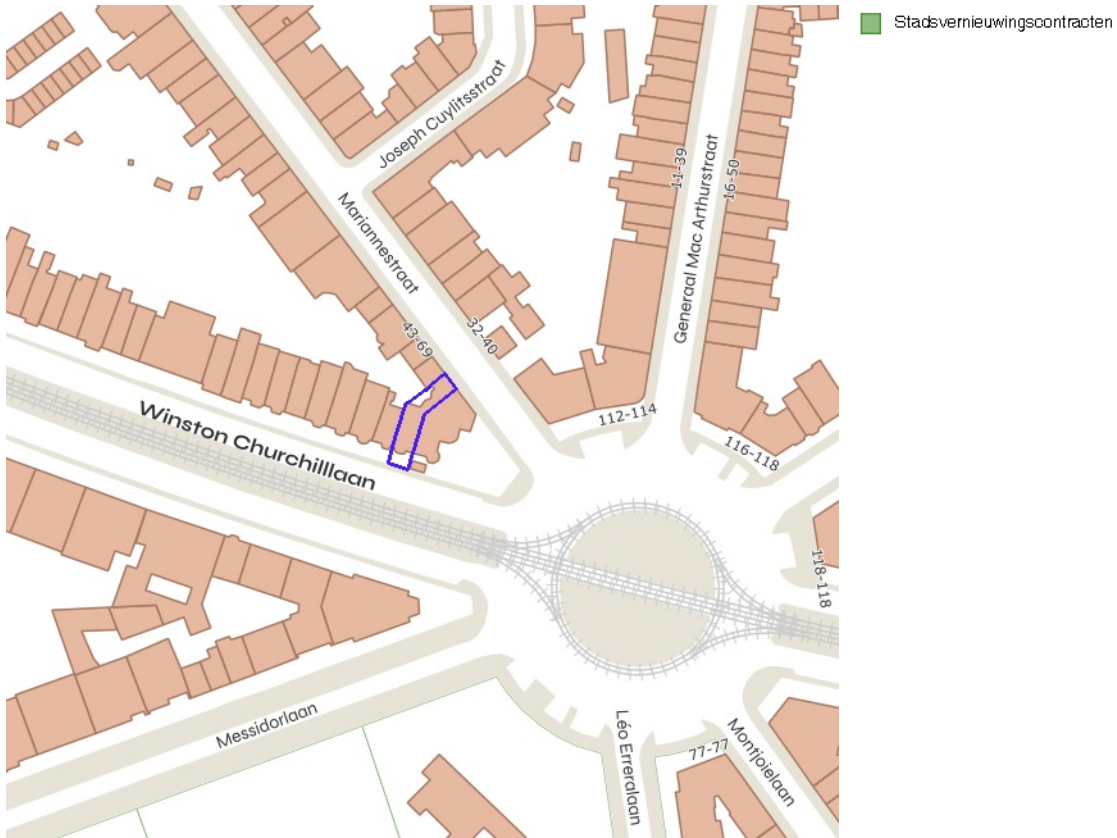 Stadsvernieuwingscontracten
Joseph Cuylitsstraat
11-39
16-50
Mariannestraat
Generaal Mac Arthurstraat
43-69
32-40
112-114
116-118
Winston Churchilllaan
118-118
Messidorlaan
Léo Erreralaan
77-77
Montjoielaan